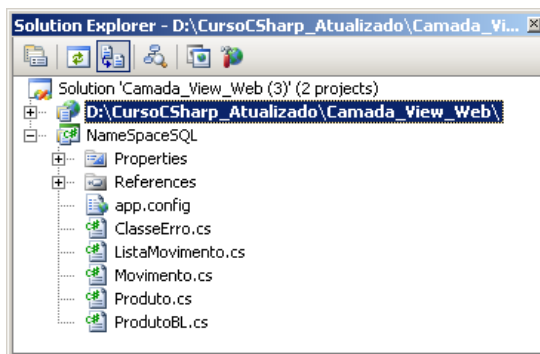 Solution Explorer - D:\CursoCSharp_Atualizado\Camada_Vi...
Solution 'Camada_View_Web (3)' (2 projects)
D:\CursoCSharp_Atualizado\Camada_View_Web\
NameSpaceSQL
Properties
References
app.config
ClasseErro.cs
ListaMovimento.cs
Movimento.cs
Produto.cs
ProdutoBL.cs